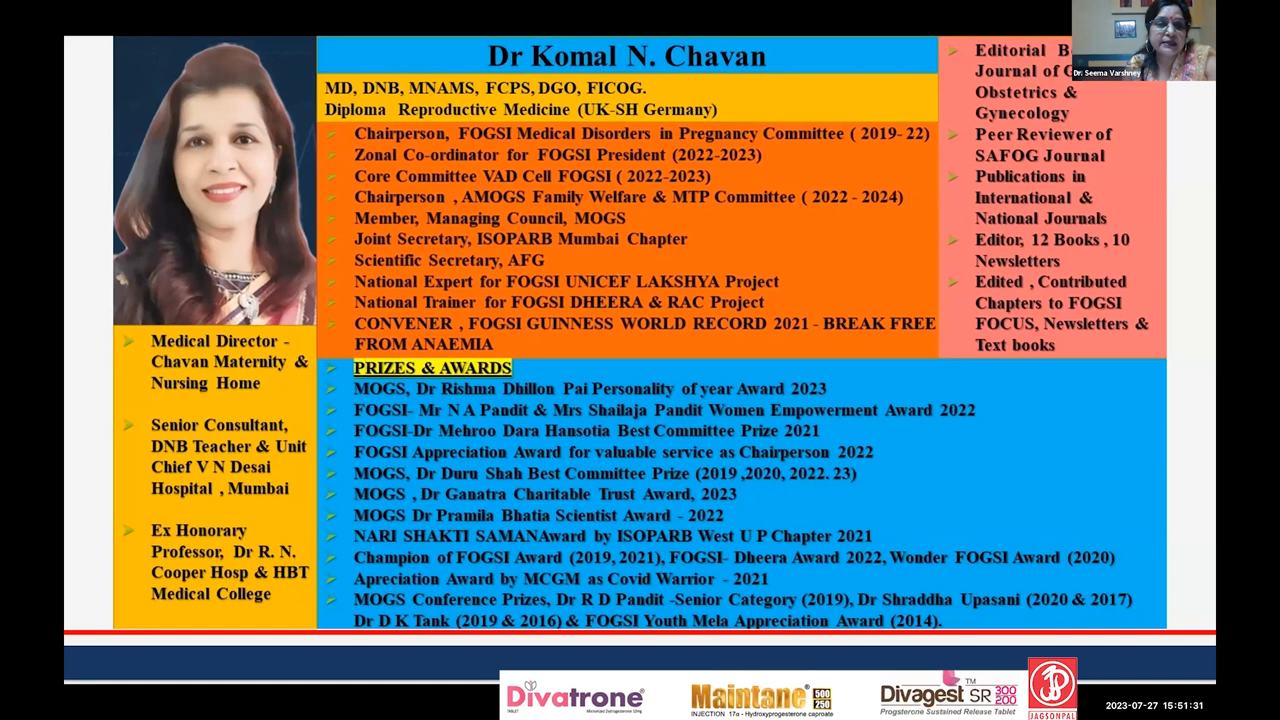 Dr Komal N. Chavan
MD, DNB, MNAMS, FCPS, DGO, FICOG.
Diploma Reproductive Medicine (UK-SH Germany)
Chairperson, FOGSI Medical Disorders in Pregnancy Committee ( 2019- 22)
Zonal Co-ordinator for FOGSI President (2022-2023)
Core Committee VAD Cell FOGSI ( 2022-2023)
Chairperson , AMOGS Family Welfare & MTP Committee ( 2022 - 2024)
Member, Managing Council, MOGS
Joint Secretary, ISOPARB Mumbai Chapter
Scientific Secretary, AFG
National Expert for FOGSI UNICEF LAKSHYA Project
National Trainer for FOGSI DHEERA & RAC Project
CONVENER , FOGSI GUINNESS WORLD RECORD 2021 - BREAK FREE
FROM ANAEMIA
Editorial
Journal of
Obstetrics &
Gynecology
Peer Reviewer of
SAFOG Journal
Publications in
International &
National Journals
Editor, 12 Books , 10
Newsletters
Edited , Contributed
Chapters to FOGSI
FOCUS, Newsletters &
Text books
Dr. Seema Varshney
Medical Director -
Chavan Maternity &
Nursing Home
Senior Consultant,
DNB Teacher & Unit
Chief V N Desai
Hospital , Mumbai
Ex Honorary
Professor, Dr R. N.
Cooper Hosp & HBT
Medical College
PRIZES & AWARDS
MOGS, Dr Rishma Dhillon Pai Personality of year Award 2023
FOGSI- Mr N A Pandit & Mrs Shailaja Pandit Women Empowerment Award 2022
FOGSI-Dr Mehroo Dara Hansotia Best Committee Prize 2021
FOGSI Appreciation Award for valuable service as Chairperson 2022
MOGS, Dr Duru Shah Best Committee Prize (2019 ,2020, 2022. 23)
MOGS , Dr Ganatra Charitable Trust Award, 2023
MOGS Dr Pramila Bhatia Scientist Award - 2022
NARI SHAKTI SAMANAward by ISOPARB West U P Chapter 2021
Champion of FOGSI Award (2019, 2021), FOGSI- Dheera Award 2022, Wonder FOGSI Award (2020)
Apreciation Award by MCGM as Covid Warrior - 2021
MOGS Conference Prizes, Dr R D Pandit -Senior Category (2019), Dr Shraddha Upasani (2020 & 2017)
Dr D K Tank (2019 & 2016) & FOGSI Youth Mela Appreciation Award (2014).
Divatrone®
TABLET Micronized Dydrogesterone 10mg
Maintane® 500 250
INJECTION 17α - Hydroxyprogesterone caproate
Divagest SR 300 200 TM
Progsterone Sustained Release Tablet
JAGSONPAL
2023-07-27 15:51:31